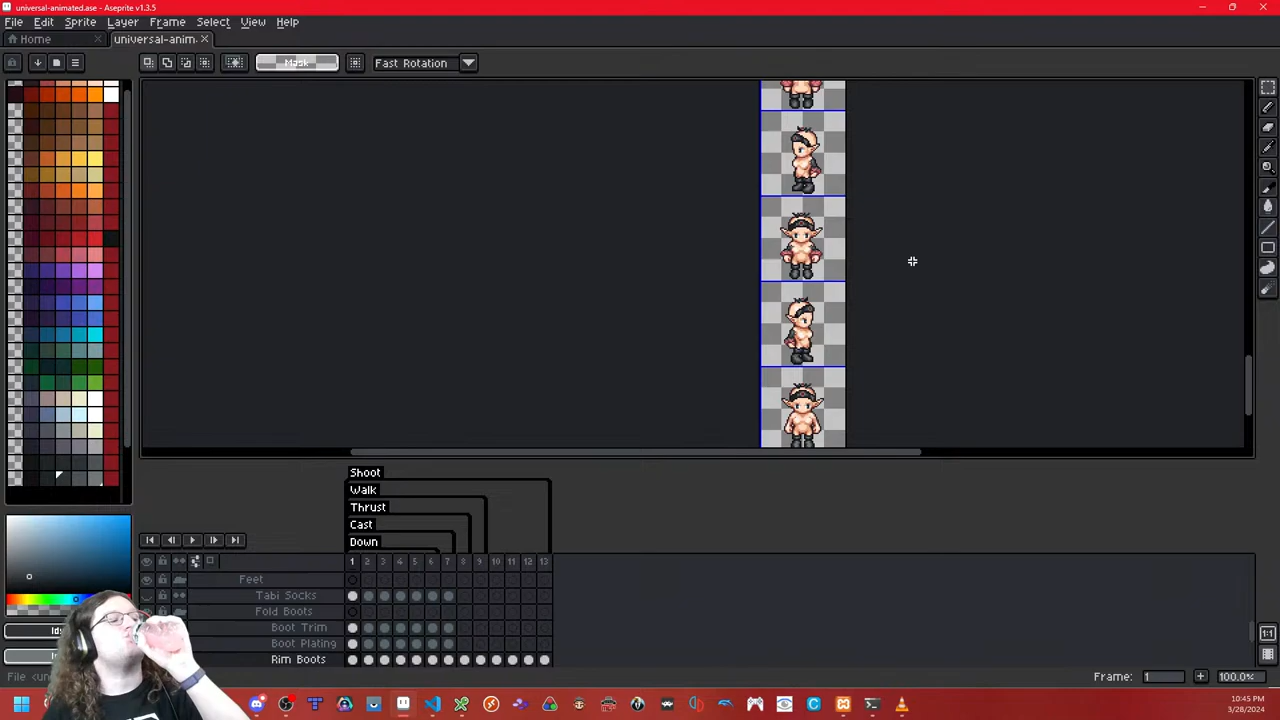 universal-animated.ase - Aseprite v1.3.5
File Edit Sprite Layer Frame Select View Help
Home universal-anim.
Mask Fast Rotation
Shoot
Walk
Thrust
Cast
Down
1 2 3 4 5 6 7 8 9 10 11 12 13
Feet
Tabi Socks
Fold Boots
Boot Trim
Boot Plating
Rim Boots
Frame: 1 100.0%
1:1
10:45 PM
3/28/2024